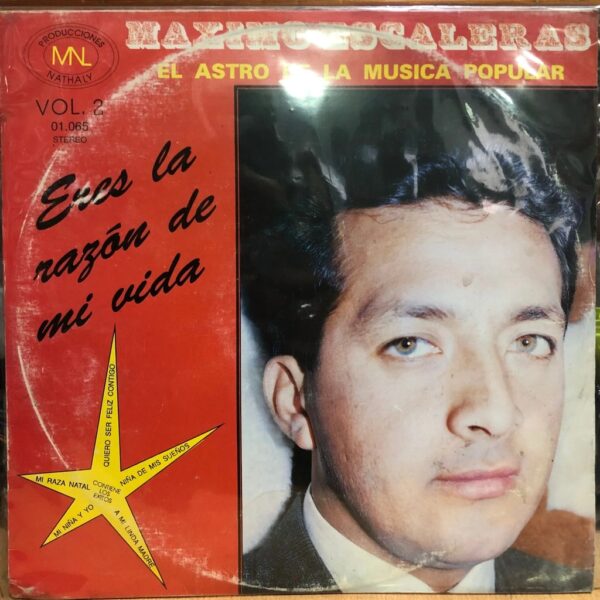 PRODUCCIONES
MNL
NATHALY
MAXIMO ESCALERAS
EL ASTRO DE LA MUSICA POPULAR
VOL. 2
01.065
STEREO
Eres la
razón de
mi vida
QUIERO SER FELIZ CONTIGO
NIÑA DE MIS SUEÑOS
MI RAZA NATAL
CONTIENE
LOS
EXITOS
MI NIÑA Y YO
A MI LINDA MADRE